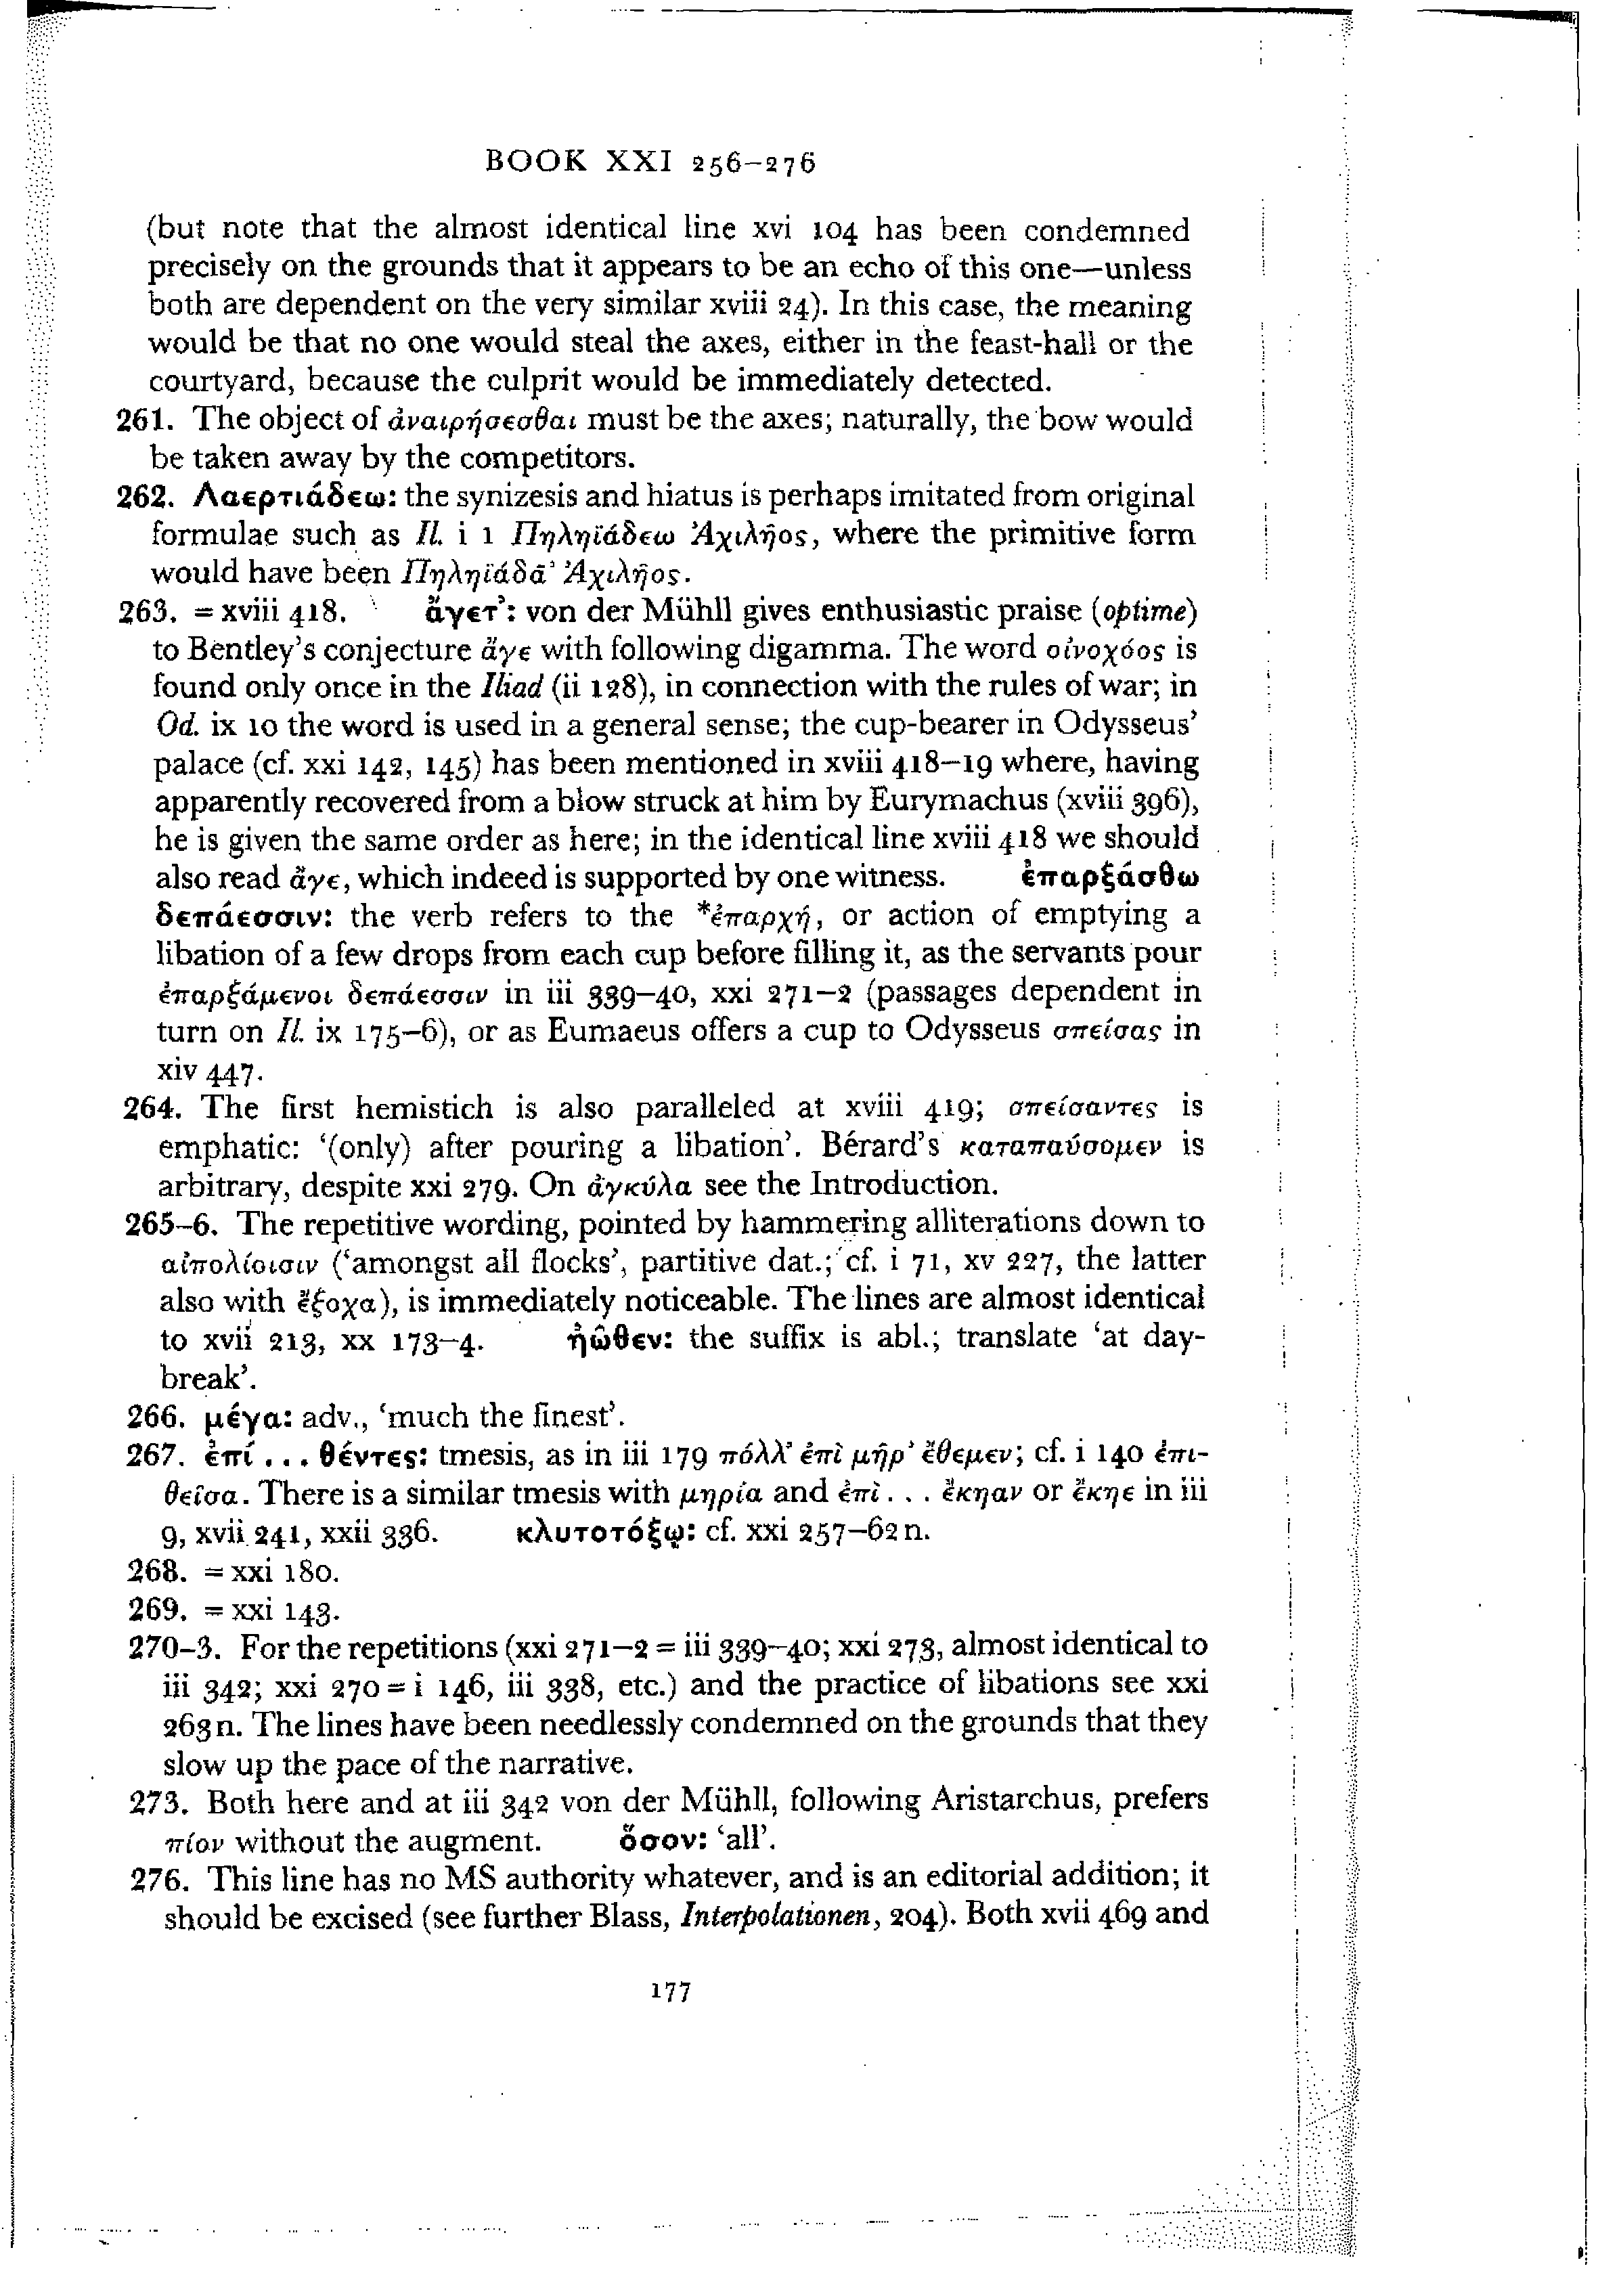 BOOK XXI 256–276
(but note that the almost identical line xvi 104 has been condemned
precisely on the grounds that it appears to be an echo of this one—unless
both are dependent on the very similar xviii 24). In this case, the meaning
would be that no one would steal the axes, either in the feast-hall or the
courtyard, because the culprit would be immediately detected.
261. The object of ἀναιρήσεσθαι must be the axes; naturally, the bow would
be taken away by the competitors.
262. Λαερτιάδεω: the synizesis and hiatus is perhaps imitated from original
formulae such as Il. i 1 Πηληϊάδεω Ἀχιλῆος, where the primitive form
would have been Πηληϊάδᾱ’ Ἀχιλῆος.
263. = xviii 418. ἄγετ’: von der Mühll gives enthusiastic praise (optime)
to Bentley’s conjecture ἄγε with following digamma. The word οἰνοχόος is
found only once in the Iliad (ii 128), in connection with the rules of war; in
Od. ix 10 the word is used in a general sense; the cup-bearer in Odysseus’
palace (cf. xxi 142, 145) has been mentioned in xviii 418–19 where, having
apparently recovered from a blow struck at him by Eurymachus (xviii 396),
he is given the same order as here; in the identical line xviii 418 we should
also read ἄγε, which indeed is supported by one witness. ἐπαρξάσθω
δεπάεσσιν: the verb refers to the *ἐπαρχή, or action of emptying a
libation of a few drops from each cup before filling it, as the servants pour
ἐπαρξάμενοι δεπάεσσιν in iii 339–40, xxi 271–2 (passages dependent in
turn on Il. ix 175–6), or as Eumaeus offers a cup to Odysseus σπείσας in
xiv 447.
264. The first hemistich is also paralleled at xviii 419; σπείσαντες is
emphatic: ‘(only) after pouring a libation’. Bérard’s καταπαύσομεν is
arbitrary, despite xxi 279. On ἀγκύλα see the Introduction.
265–6. The repetitive wording, pointed by hammering alliterations down to
αἰπολίοισιν (‘amongst all flocks’, partitive dat.; cf. i 71, xv 227, the latter
also with ἔξοχα), is immediately noticeable. The lines are almost identical
to xvii 213, xx 173–4. ἠῶθεν: the suffix is abl.; translate ‘at day-
break’.
266. μέγα: adv., ‘much the finest’.
267. ἐπί . . . θέντες: tmesis, as in iii 179 πόλλ’ ἐπὶ μῆρ’ ἔθεμεν; cf. i 140 ἐπι-
θεῖσα. There is a similar tmesis with μηρία and ἐπὶ . . . ἔκηαν or ἔκηε in iii
9, xvii 241, xxii 336. κλυτοτόξῳ: cf. xxi 257–62 n.
268. = xxi 180.
269. = xxi 143.
270–3. For the repetitions (xxi 271–2 = iii 339–40; xxi 273, almost identical to
iii 342; xxi 270 = i 146, iii 338, etc.) and the practice of libations see xxi
263 n. The lines have been needlessly condemned on the grounds that they
slow up the pace of the narrative.
273. Both here and at iii 342 von der Mühll, following Aristarchus, prefers
πίον without the augment. ὅσον: ‘all’.
276. This line has no MS authority whatever, and is an editorial addition; it
should be excised (see further Blass, Interpolationen, 204). Both xvii 469 and
177